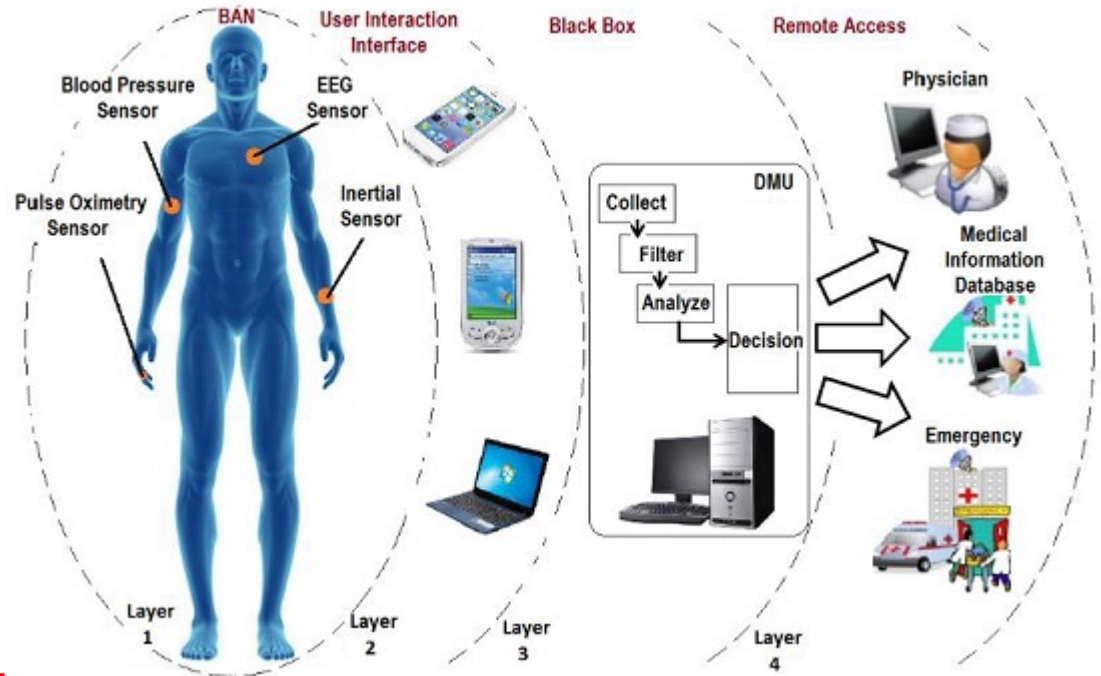 BAN
User Interaction
Interface
Black Box
Remote Access
Blood Pressure
Sensor
EEG
Sensor
Pulse Oximetry
Sensor
Inertial
Sensor
DMU
Collect
Filter
Analyze
Decision
Physician
Medical
Information
Database
Emergency
Layer
1
Layer
2
Layer
3
Layer
4